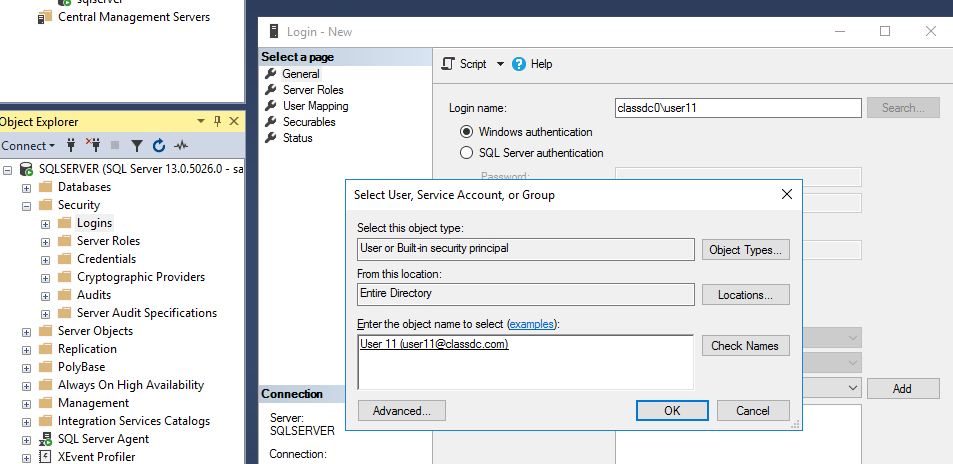 sqlserver
Central Management Servers
Object Explorer
Connect
SQLSERVER (SQL Server 13.0.5026.0 - sa
Databases
Security
Logins
Server Roles
Credentials
Cryptographic Providers
Audits
Server Audit Specifications
Server Objects
Replication
PolyBase
Always On High Availability
Management
Integration Services Catalogs
SQL Server Agent
XEvent Profiler
Login - New
Select a page
General
Server Roles
User Mapping
Securables
Status
Connection
Server:
SQLSERVER
Connection:
Script
Help
Login name:
classdc0\user11
Search...
Windows authentication
SQL Server authentication
Password:
Add
Select User, Service Account, or Group
Select this object type:
User or Built-in security principal
Object Types...
From this location:
Entire Directory
Locations...
Enter the object name to select (examples):
User 11 (user11@classdc.com)
Check Names
Advanced...
OK
Cancel